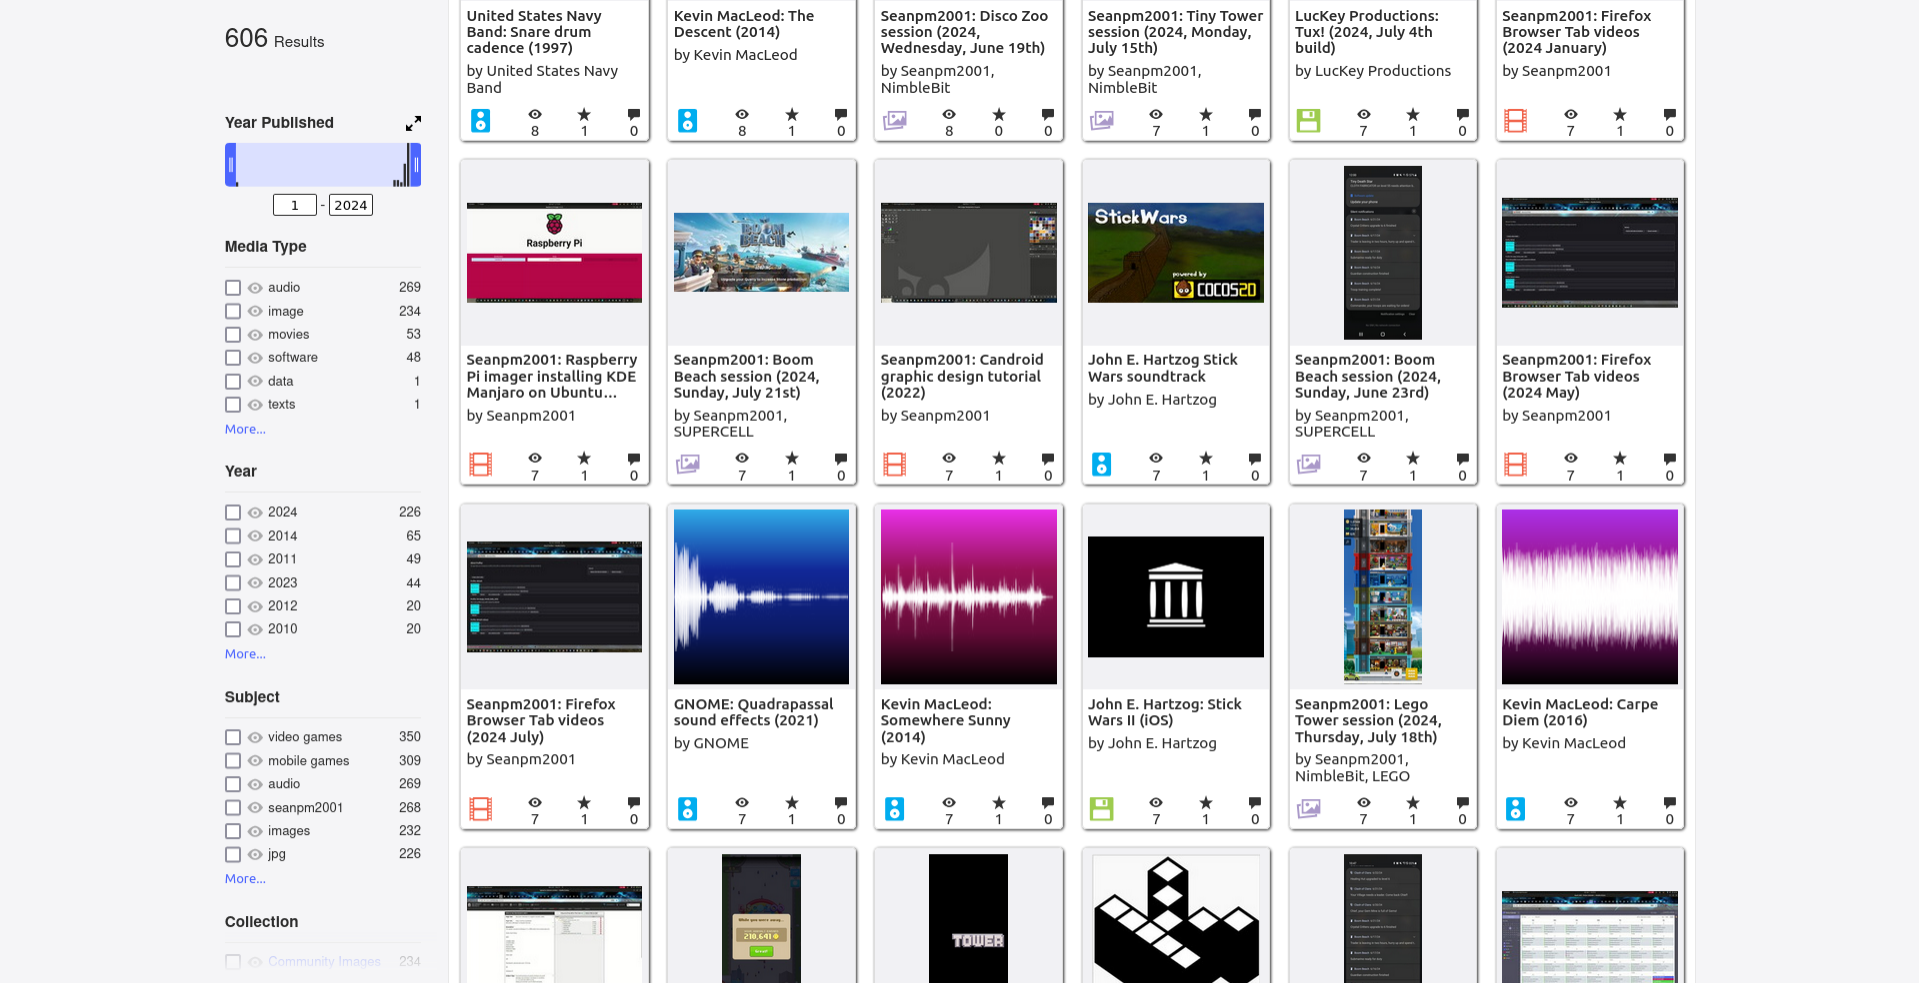 606 Results
Year Published
1 - 2024
Media Type
audio 269
image 234
movies 53
software 48
data 1
texts 1
More...
Year
2024 226
2014 65
2011 49
2023 44
2012 20
2010 20
More...
Subject
video games 350
mobile games 309
audio 269
seanpm2001 268
images 232
jpg 226
More...
Collection
Community Images 234
United States Navy
Band: Snare drum
cadence (1997)
by United States Navy
Band
8 1 0
Kevin MacLeod: The
Descent (2014)
by Kevin MacLeod
8 1 0
Seanpm2001: Disco Zoo
session (2024,
Wednesday, June 19th)
by Seanpm2001,
NimbleBit
8 0 0
Seanpm2001: Tiny Tower
session (2024, Monday,
July 15th)
by Seanpm2001,
NimbleBit
7 1 0
LucKey Productions:
Tux! (2024, July 4th
build)
by LucKey Productions
7 1 0
Seanpm2001: Firefox
Browser Tab videos
(2024 January)
by Seanpm2001
7 1 0
Raspberry Pi
Seanpm2001: Raspberry
Pi imager installing KDE
Manjaro on Ubuntu...
by Seanpm2001
7 1 0
BOOM
BEACH
Seanpm2001: Boom
Beach session (2024,
Sunday, July 21st)
by Seanpm2001,
SUPERCELL
7 1 0
Seanpm2001: Candroid
graphic design tutorial
(2022)
by Seanpm2001
7 1 0
StickWars
powered by
COCOS2D
John E. Hartzog Stick
Wars soundtrack
by John E. Hartzog
7 1 0
Seanpm2001: Boom
Beach session (2024,
Sunday, June 23rd)
by Seanpm2001,
SUPERCELL
7 1 0
Seanpm2001: Firefox
Browser Tab videos
(2024 May)
by Seanpm2001
7 1 0
Seanpm2001: Firefox
Browser Tab videos
(2024 July)
by Seanpm2001
7 1 0
GNOME: Quadrapassal
sound effects (2021)
by GNOME
7 1 0
Kevin MacLeod:
Somewhere Sunny
(2014)
by Kevin MacLeod
7 1 0
John E. Hartzog: Stick
Wars II (iOS)
by John E. Hartzog
7 1 0
Seanpm2001: Lego
Tower session (2024,
Thursday, July 18th)
by Seanpm2001,
NimbleBit, LEGO
7 1 0
Kevin MacLeod: Carpe
Diem (2016)
by Kevin MacLeod
7 1 0
While you were away...
210,641
TOWER